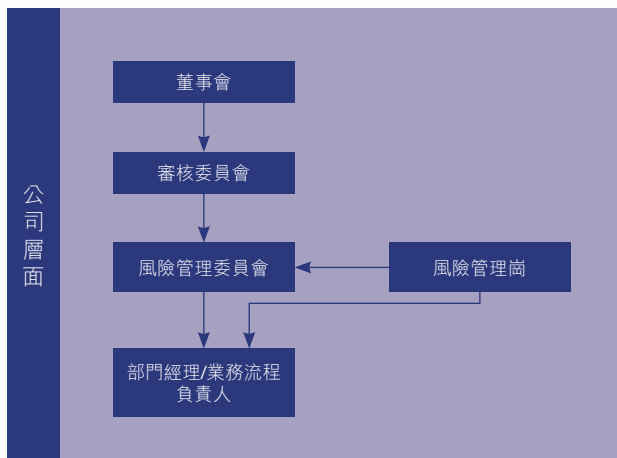 公司層面
董事會
審核委員會
風險管理委員會
風險管理崗
部門經理/業務流程
負責人